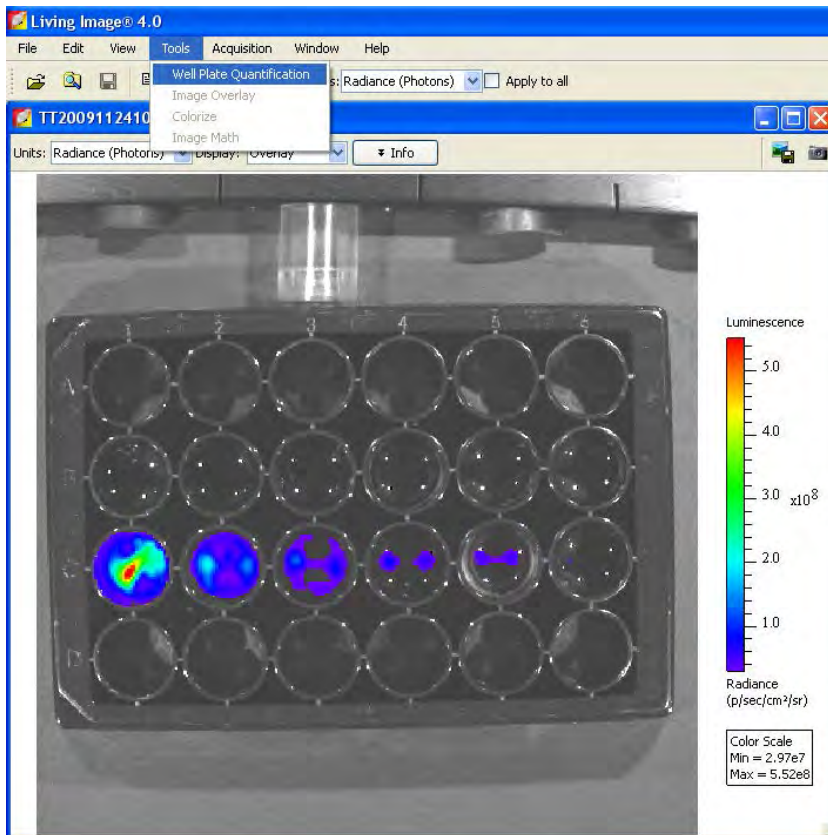 Living Image® 4.0
File Edit View Tools Acquisition Window Help
Well Plate Quantification
s: Radiance (Photons) Apply to all
Image Overlay
Colorize
Image Math
TT2009112410
Units: Radiance (Photons) Display: Overlay Info
1 2 3 4 5 6
Luminescence
5.0
4.0
3.0 x10⁸
2.0
1.0
Radiance
(p/sec/cm²/sr)
Color Scale
Min = 2.97e7
Max = 5.52e8